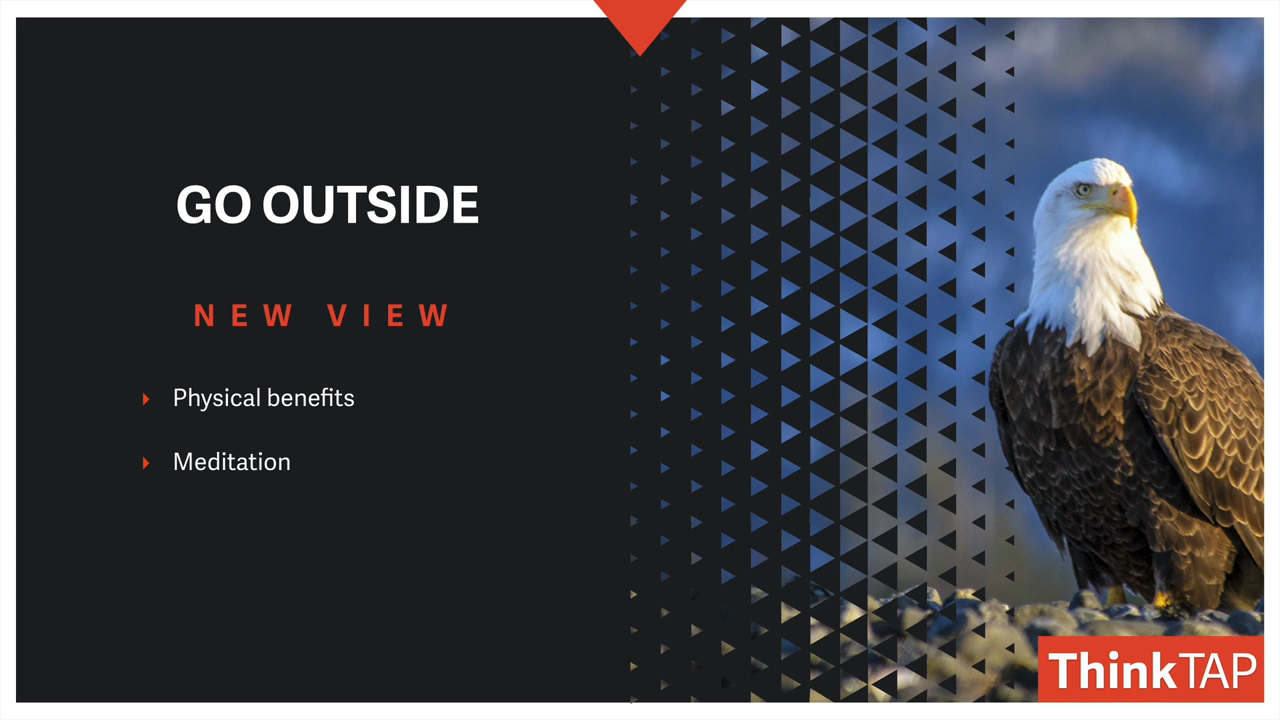 GO OUTSIDE
NEW VIEW
Physical benefits
Meditation
ThinkTAP